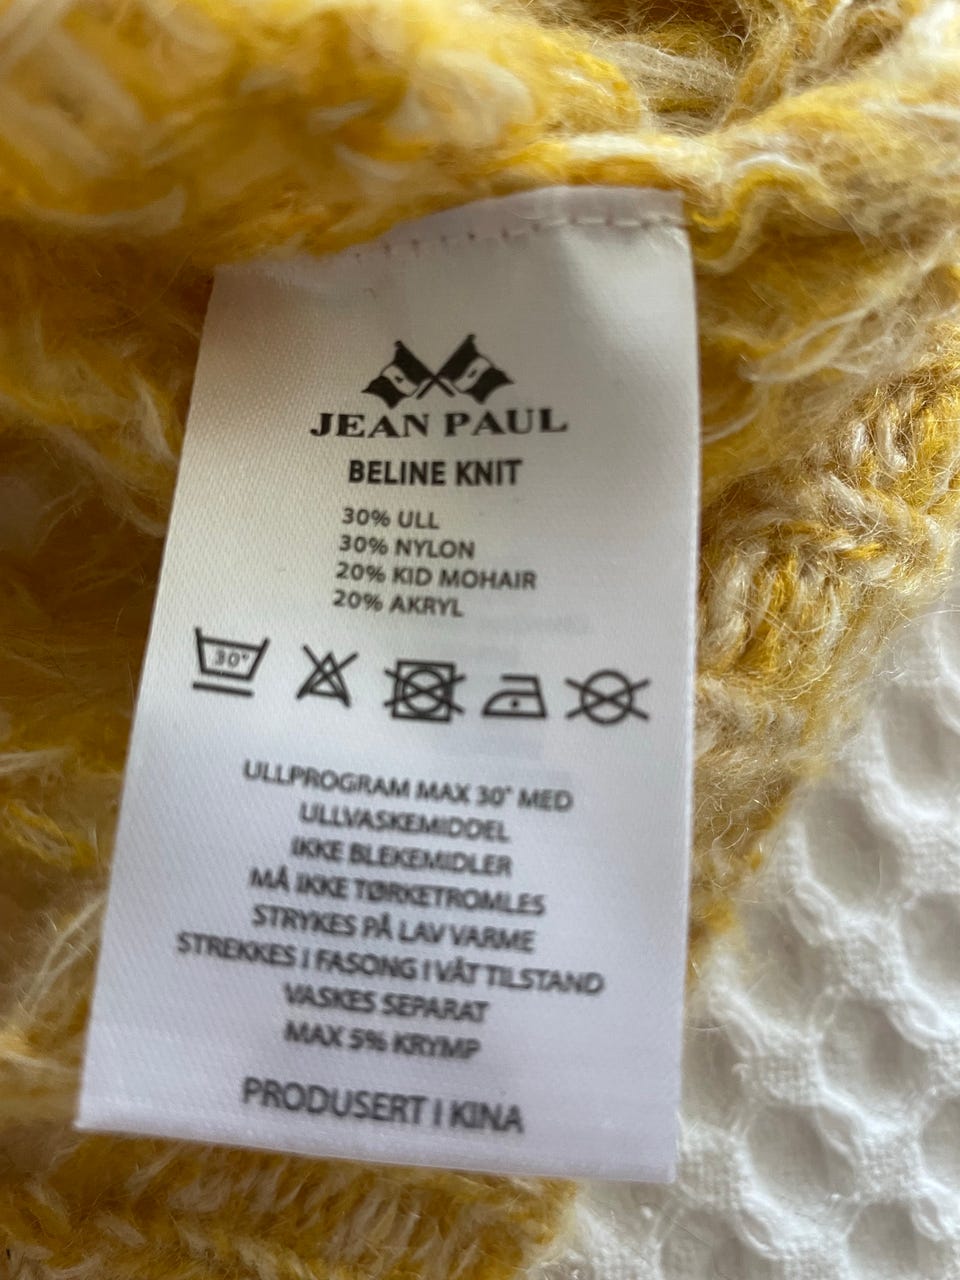 JEAN PAUL
BELINE KNIT
30% ULL
30% NYLON
20% KID MOHAIR
20% AKRYL
30°
ULLPROGRAM MAX 30° MED
ULLVASKEMIDDEL
IKKE BLEKEMIDLER
MÅ IKKE TØRKETROMLES
STRYKES PÅ LAV VARME
STREKKES I FASONG I VÅT TILSTAND
VASKES SEPARAT
MAX 5% KRYMP
PRODUSERT I KINA